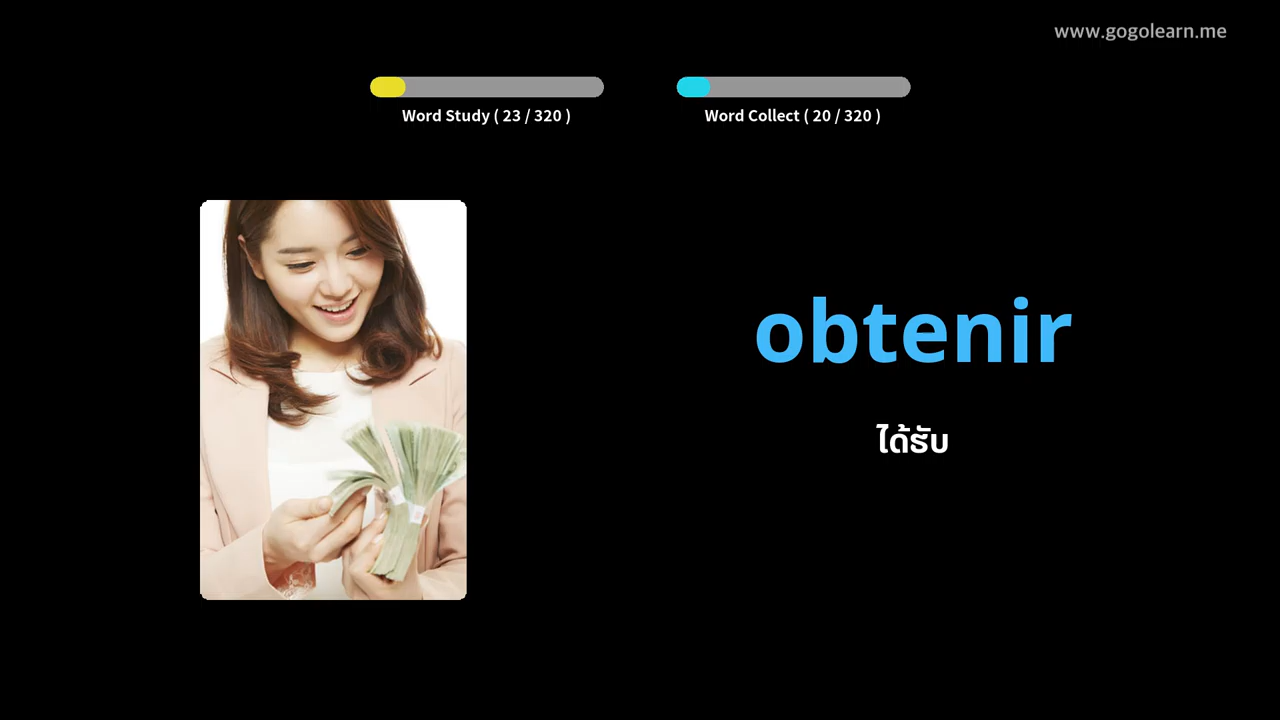 www.gogolearn.me
Word Study ( 23 / 320 )
Word Collect ( 20 / 320 )
obtenir
ได้รับ